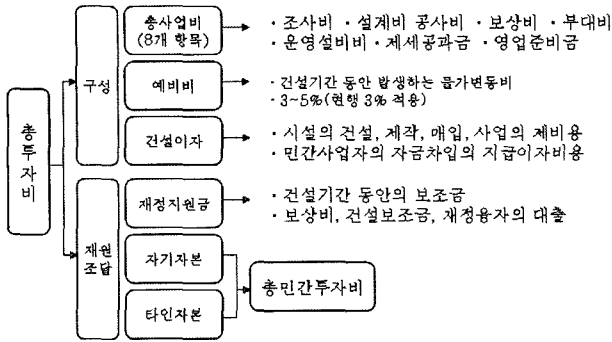 총투자비
구성
총사업비
(8개 항목)
· 조사비 · 설계비 공사비 · 보상비 · 부대비
· 운영설비비 · 제세공과금 · 영업준비금
예비비
· 건설기간 동안 발생하는 물가변동비
· 3~5%(현행 3% 적용)
건설이자
· 시설의 건설, 제작, 매입, 사업의 제비용
· 민간사업자의 자금차입의 지급이자비용
재원
조달
재정지원금
· 건설기간 동안의 보조금
· 보상비, 건설보조금, 재정융자의 대출
자기자본
타인자본
총민간투자비